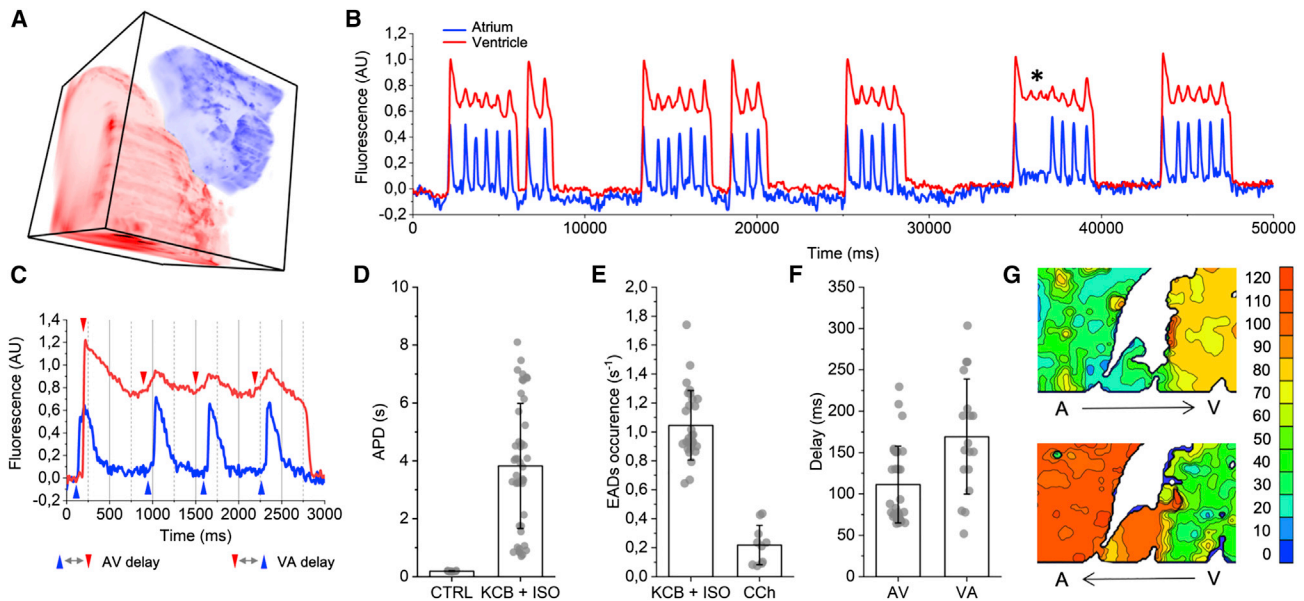 A
B
Atrium
Ventricle
Fluorescence (AU)
1,2
1,0
0,8
0,6
0,4
0,2
0,0
-0,2
*
0 10000 20000 30000 40000 50000
Time (ms)
C
Fluorescence (AU)
1,4
1,2
1,0
0,8
0,6
0,4
0,2
0,0
-0,2
0 500 1000 1500 2000 2500 3000
Time (ms)
AV delay VA delay
D
APD (s)
10
8
6
4
2
0
CTRL KCB + ISO
E
EADs occurence (s⁻¹)
2,0
1,8
1,6
1,4
1,2
1,0
0,8
0,6
0,4
0,2
0,0
KCB + ISO CCh
F
Delay (ms)
350
300
250
200
150
100
50
0
AV VA
G
A V
A V
120
110
100
90
80
70
60
50
40
30
20
10
0